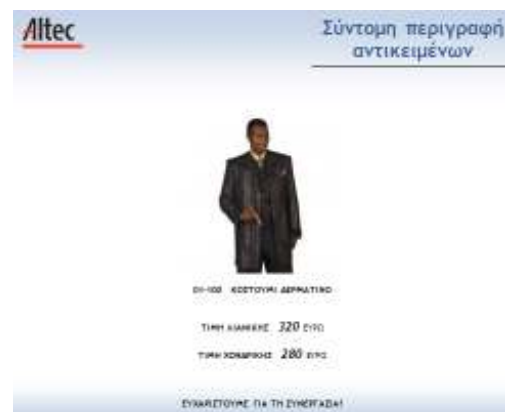 Altec
Σύντομη περιγραφή
αντικειμένων
ΚΟΣΤΟΥΜΙ ΔΕΡΜΑΤΙΝΟ
ΤΙΜΗ ΛΙΑΝΙΚΗΣ 320 ΕΥΡΩ
ΤΙΜΗ ΧΟΝΔΡΙΚΗΣ 280 ΕΥΡΩ
ΕΥΧΑΡΙΣΤΟΥΜΕ ΓΙΑ ΤΗ ΣΥΝΕΡΓΑΣΙΑ!